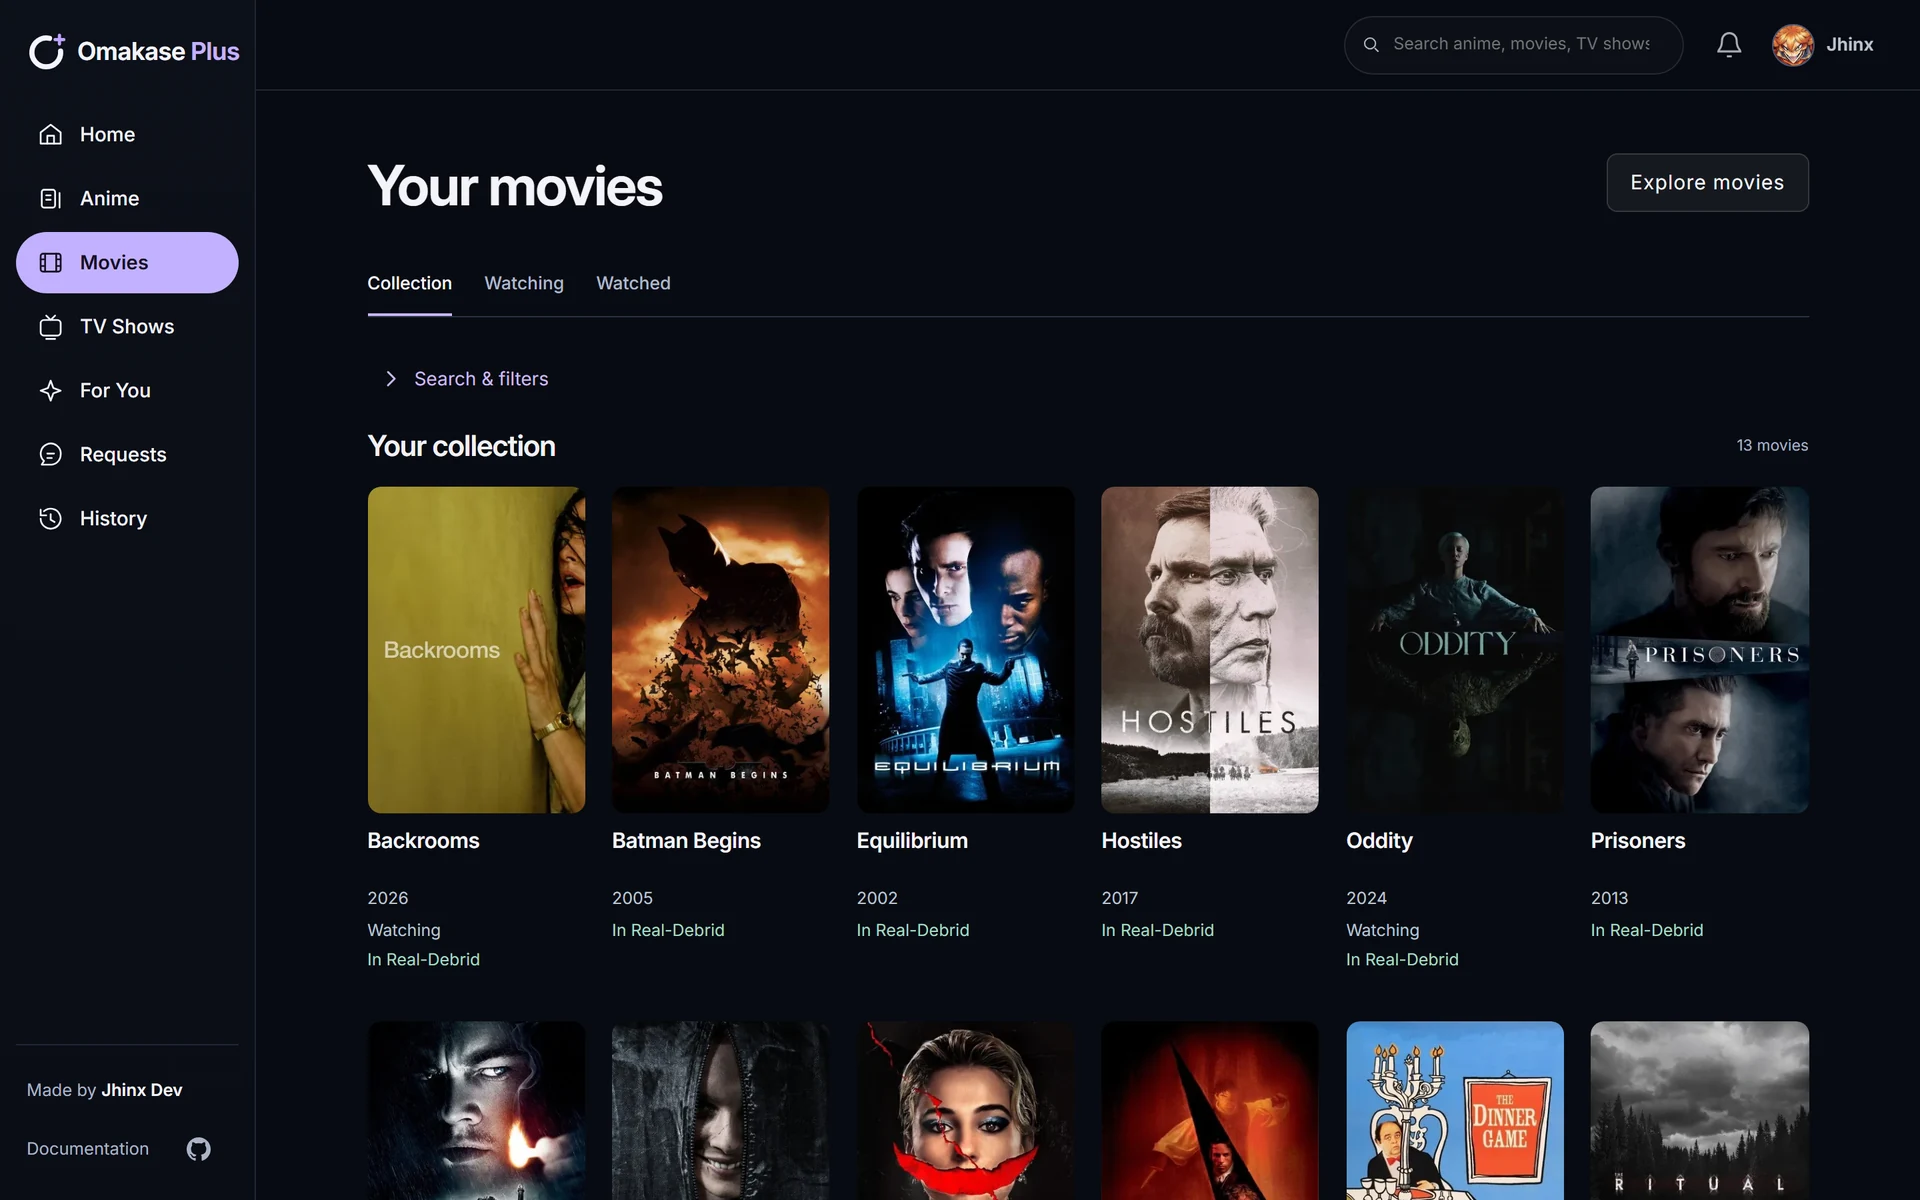 Omakase Plus
Search anime, movies, TV shows
Jhinx
Home
Anime
Movies
TV Shows
For You
Requests
History
Made by Jhinx Dev
Documentation
Your movies
Explore movies
Collection Watching Watched
Search & filters
Your collection
13 movies
Backrooms
BATMAN BEGINS
EQUILIBRIUM
HOSTILES
ODDITY
PRISONERS
Backrooms
2026
Watching
In Real-Debrid
Batman Begins
2005
In Real-Debrid
Equilibrium
2002
In Real-Debrid
Hostiles
2017
In Real-Debrid
Oddity
2024
Watching
In Real-Debrid
Prisoners
2013
In Real-Debrid
THE
DINNER
GAME
THE
RITUAL